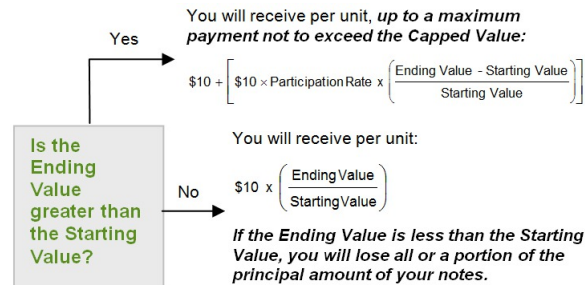 You will receive per unit, up to a maximum
payment not to exceed the Capped Value:
Yes
$10 + [ $10 × Participation Rate x ( Ending Value - Starting Value / Starting Value ) ]
Is the
Ending
Value
greater than
the Starting
Value?
No
You will receive per unit:
$10 x ( Ending Value / Starting Value )
If the Ending Value is less than the Starting
Value, you will lose all or a portion of the
principal amount of your notes.